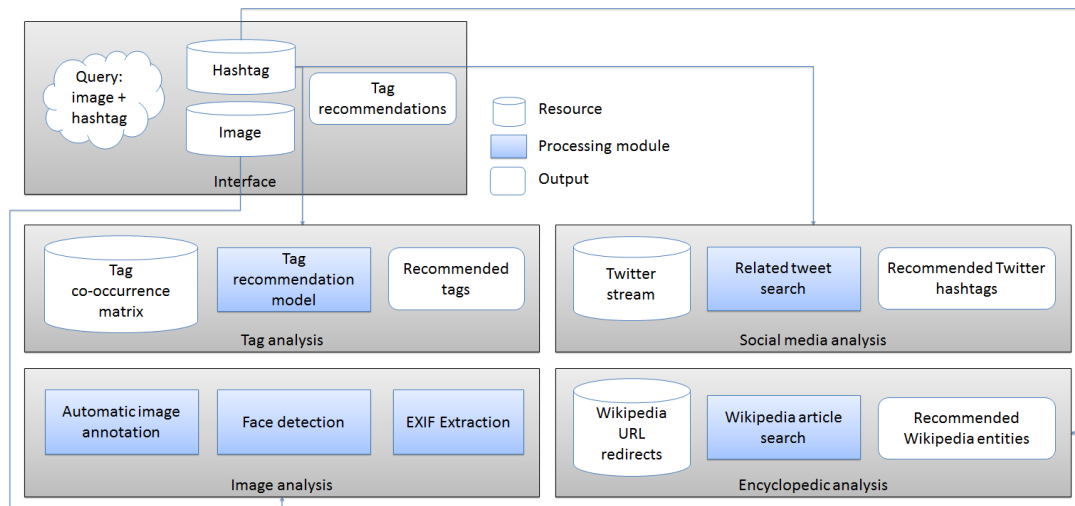 Query:
image +
hashtag
Hashtag
Image
Tag
recommendations
Interface
Resource
Processing module
Output
Tag
co-occurrence
matrix
Tag
recommendation
model
Recommended
tags
Tag analysis
Twitter
stream
Related tweet
search
Recommended Twitter
hashtags
Social media analysis
Automatic image
annotation
Face detection
EXIF Extraction
Image analysis
Wikipedia
URL
redirects
Wikipedia article
search
Recommended
Wikipedia entities
Encyclopedic analysis